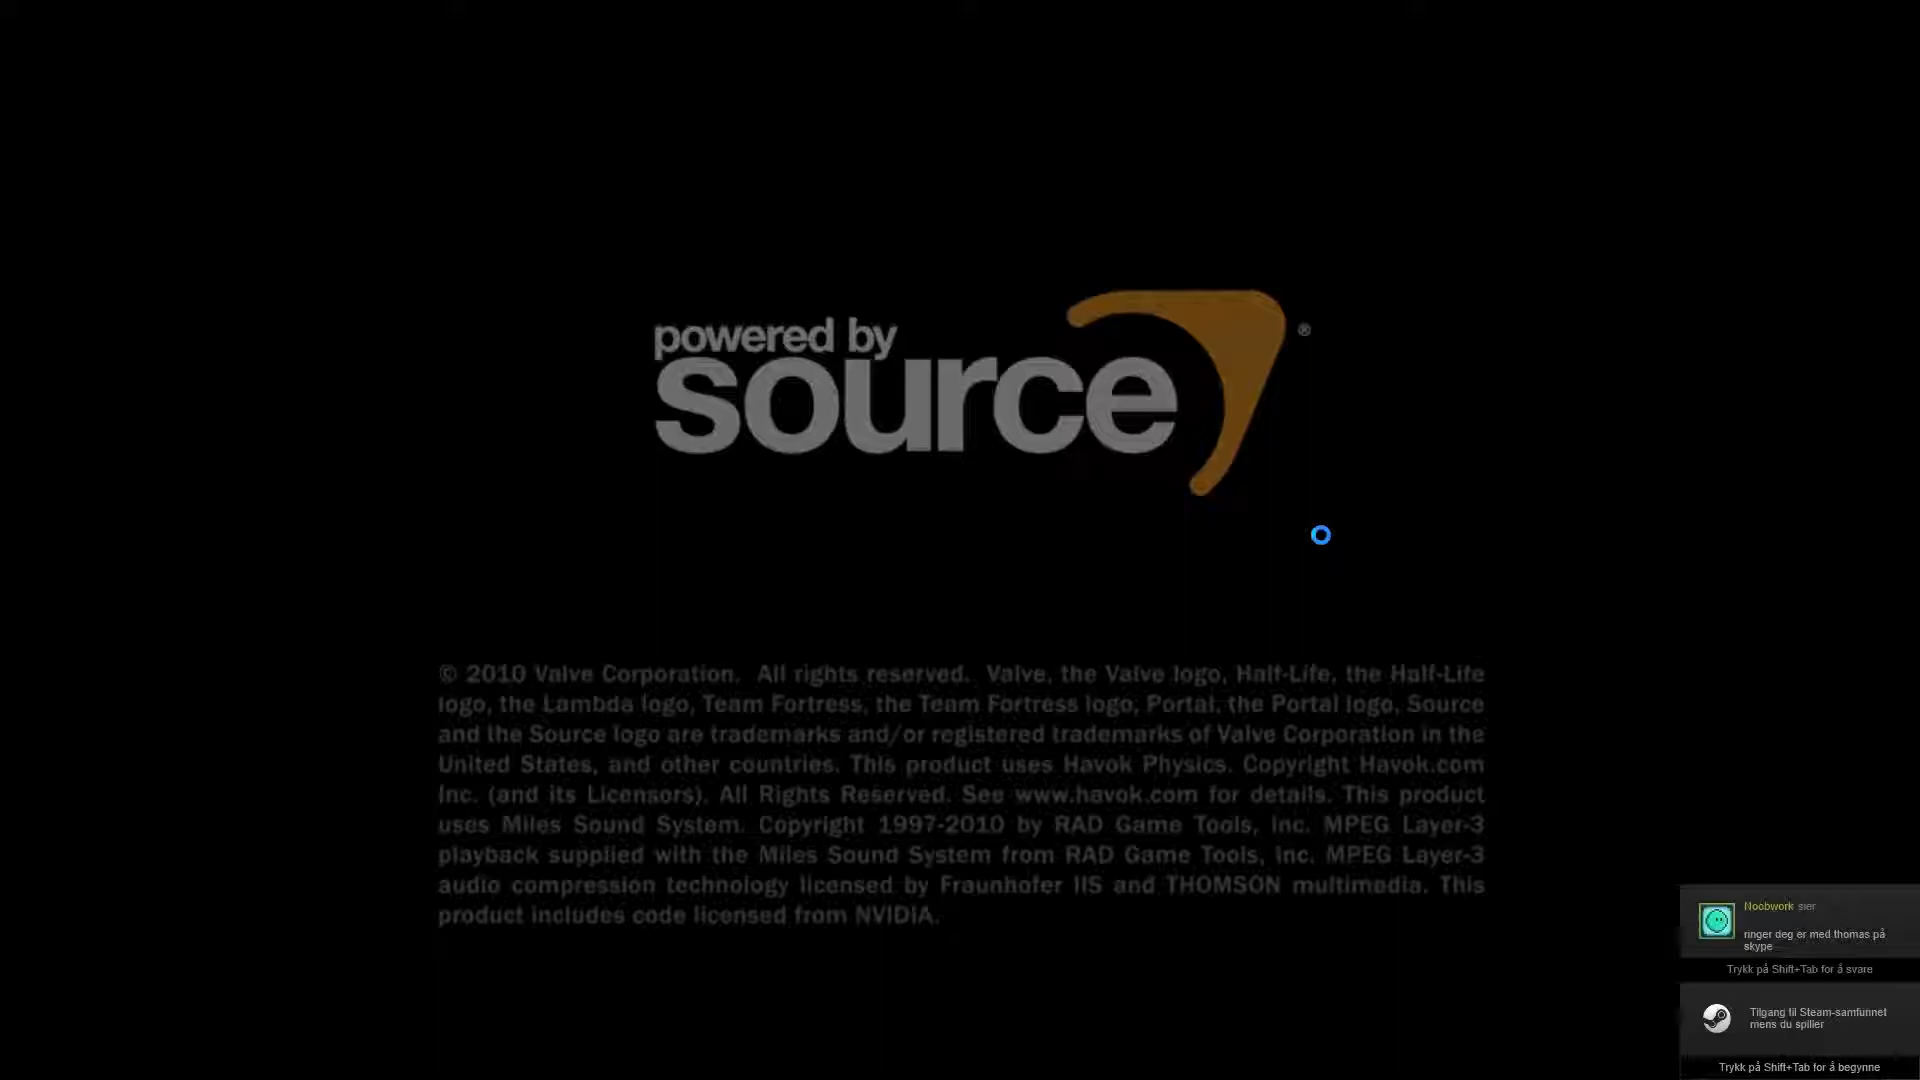 powered by
source ®
© 2010 Valve Corporation. All rights reserved. Valve, the Valve logo, Half-Life, the Half-Life
logo, the Lambda logo, Team Fortress, the Team Fortress logo, Portal, the Portal logo, Source
and the Source logo are trademarks and/or registered trademarks of Valve Corporation in the
United States, and other countries. This product uses Havok Physics. Copyright Havok.com
Inc. (and its Licensors). All Rights Reserved. See www.havok.com for details. This product
uses Miles Sound System. Copyright 1997-2010 by RAD Game Tools, Inc. MPEG Layer-3
playback supplied with the Miles Sound System from RAD Game Tools, Inc. MPEG Layer-3
audio compression technology licensed by Fraunhofer IIS and THOMSON multimedia. This
product includes code licensed from NVIDIA.
Noobwork sier
ringer deg er med thomas på
skype
Trykk på Shift+Tab for å svare
Tilgang til Steam-samfunnet
mens du spiller
Trykk på Shift+Tab for å begynne